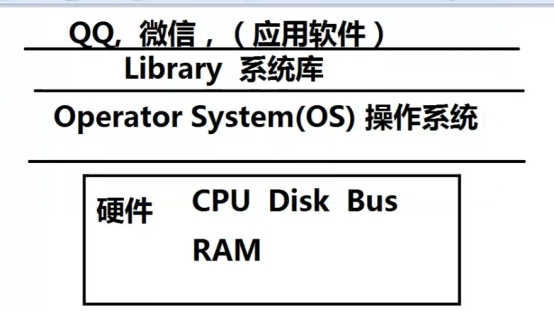 QQ, 微信，（应用软件）
Library 系统库
Operator System(OS) 操作系统
硬件 CPU Disk Bus
RAM